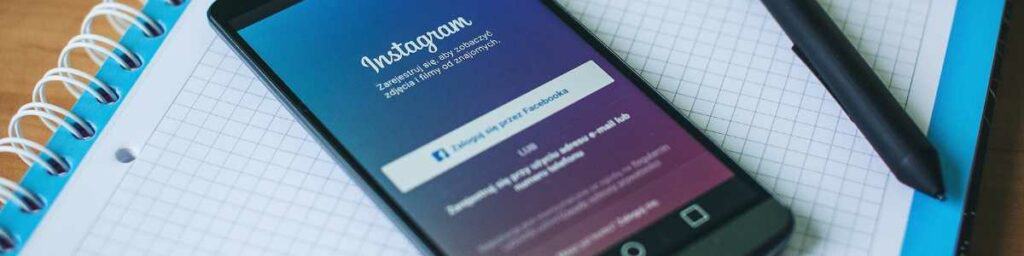 Instagram
Zarejestruj się, aby zobaczyć
zdjęcia i filmy od znajomych.
f Zaloguj się przez Facebooka
LUB
Zarejestruj się przy użyciu adresu e-mail lub
numeru telefonu